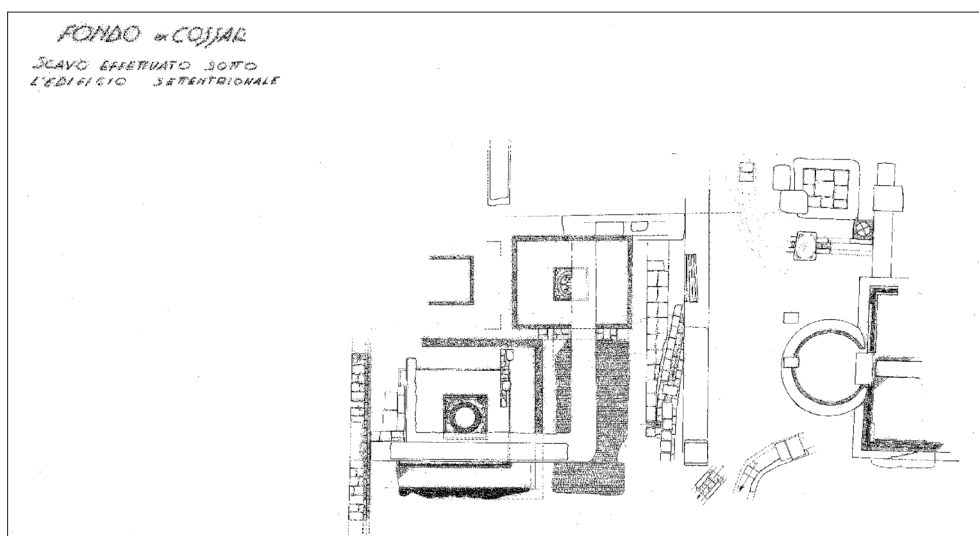 FONDO ex COSSAR
SCAVO EFFETTUATO SOTTO
L'EDIFICIO SETTENTRIONALE